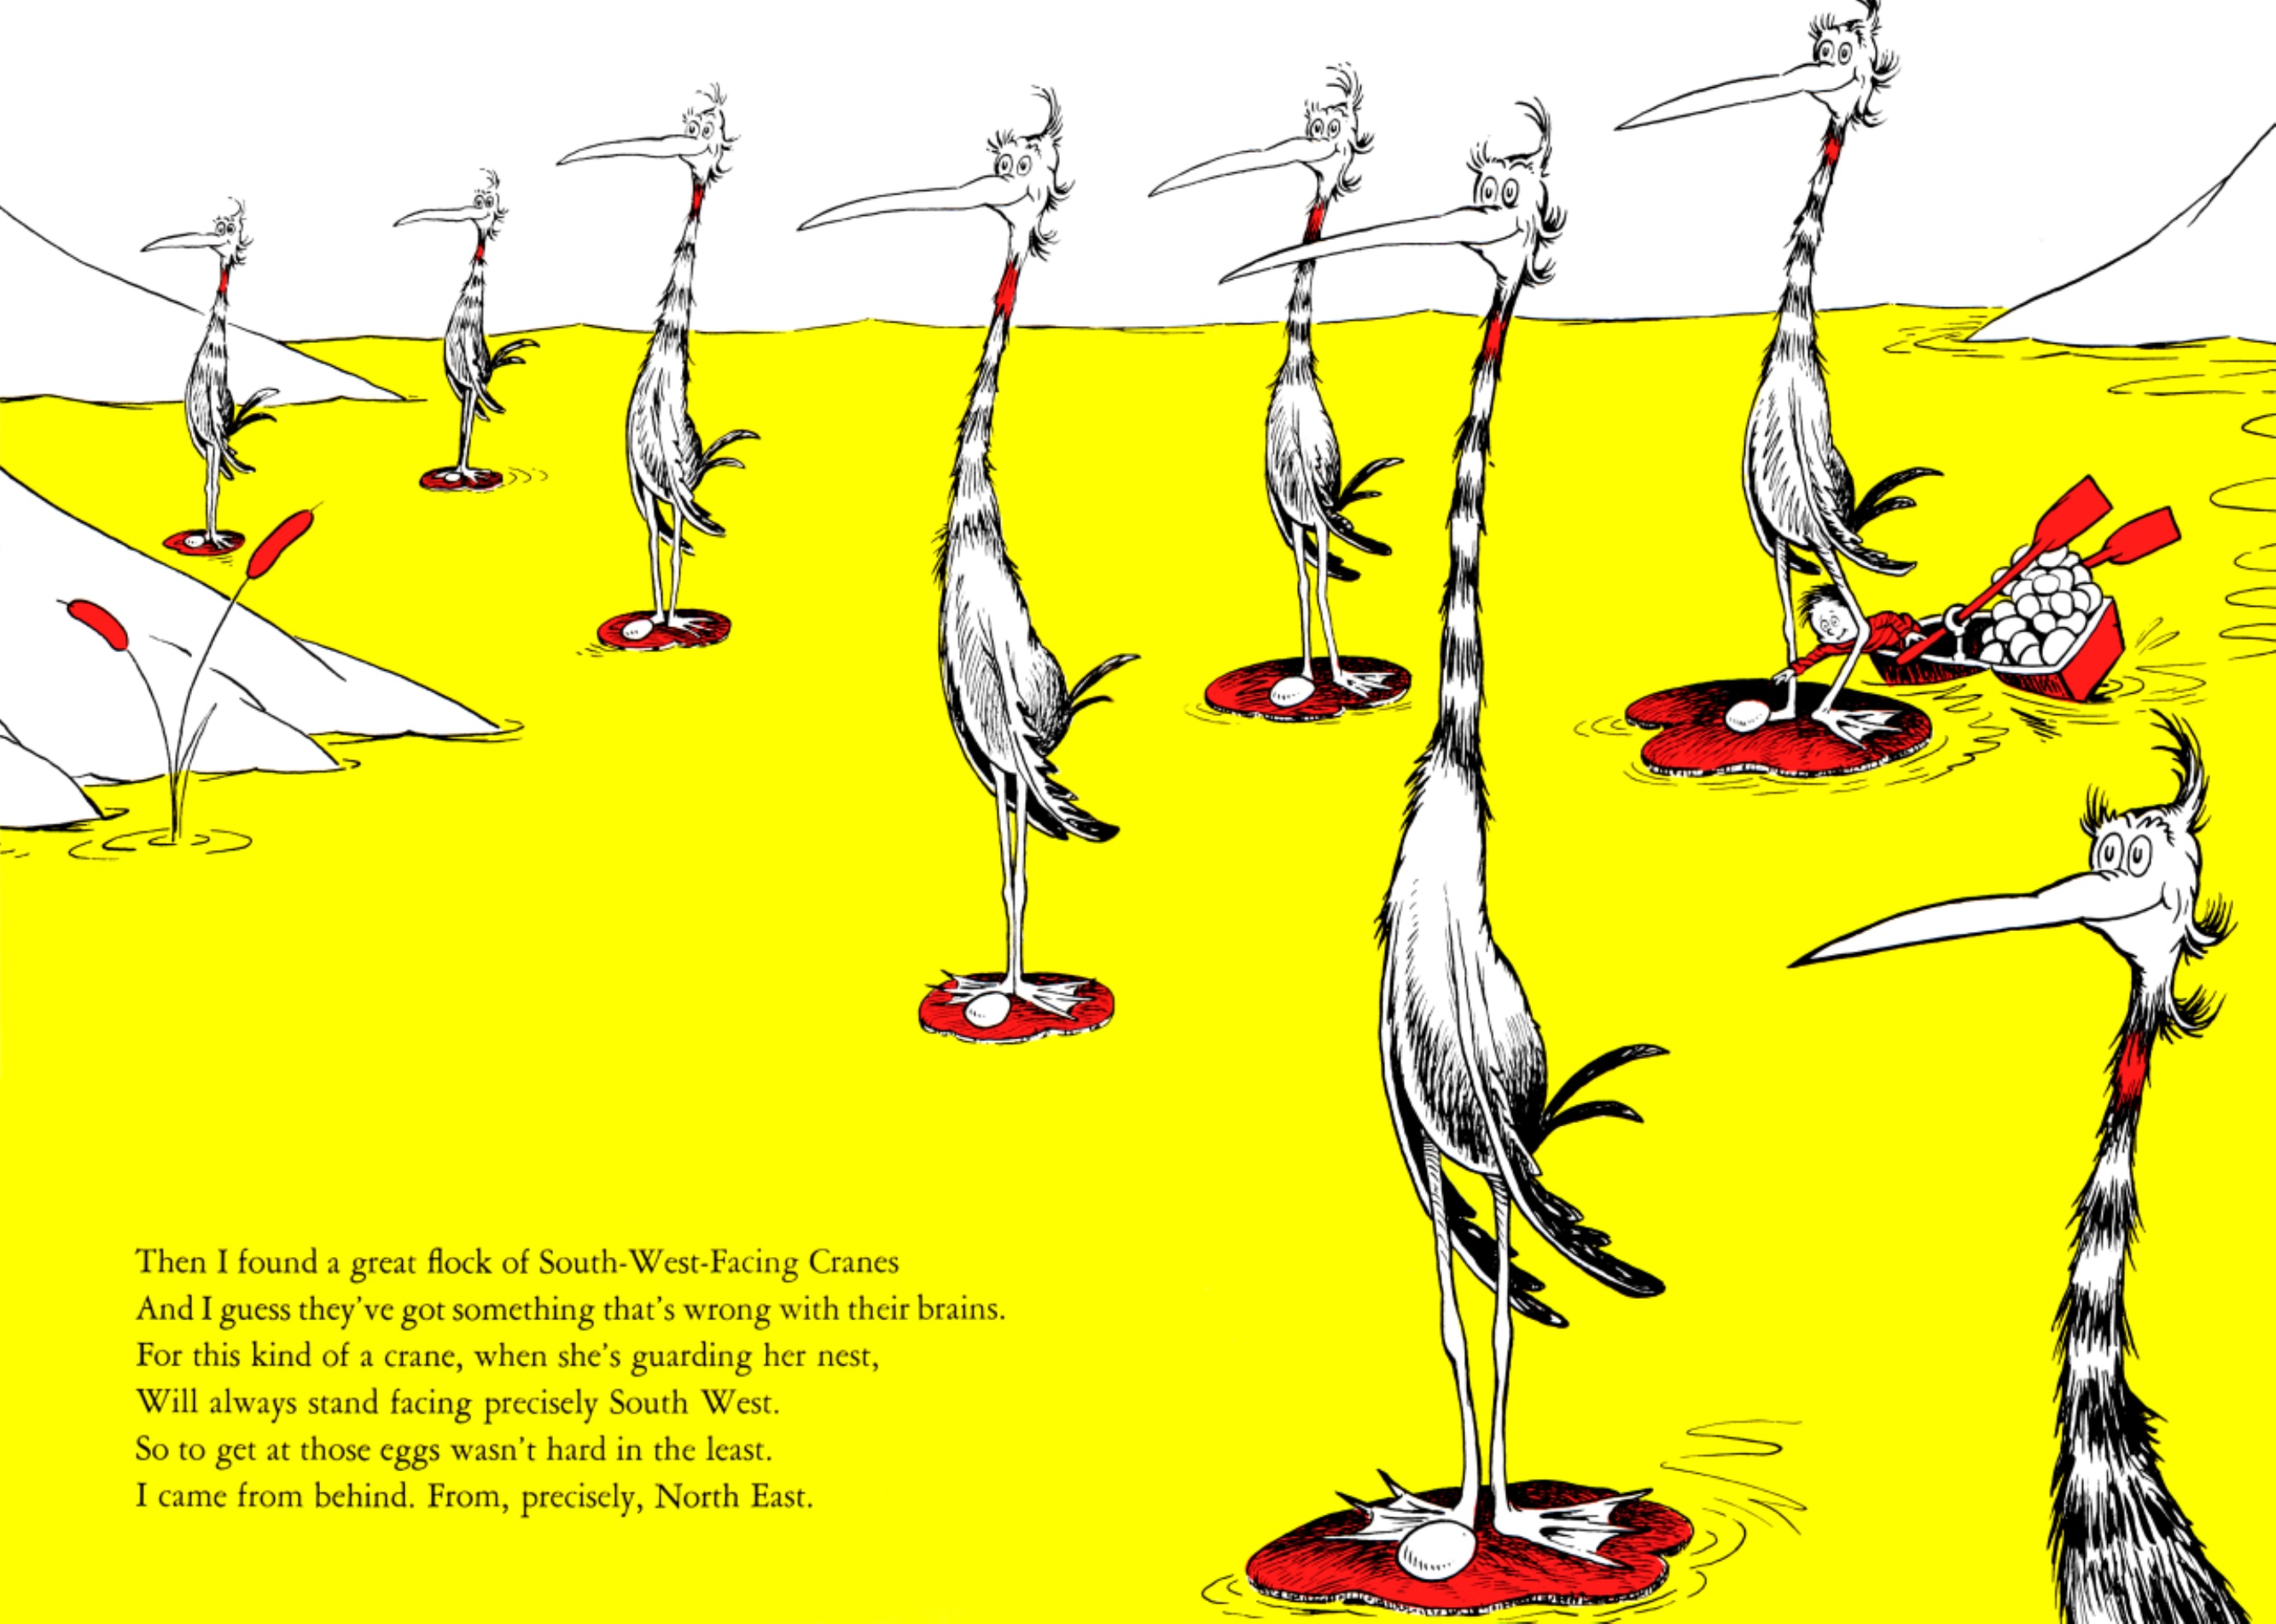 Then I found a great flock of South-West-Facing Cranes
And I guess they've got something that's wrong with their brains.
For this kind of a crane, when she's guarding her nest,
Will always stand facing precisely South West.
So to get at those eggs wasn't hard in the least.
I came from behind. From, precisely, North East.